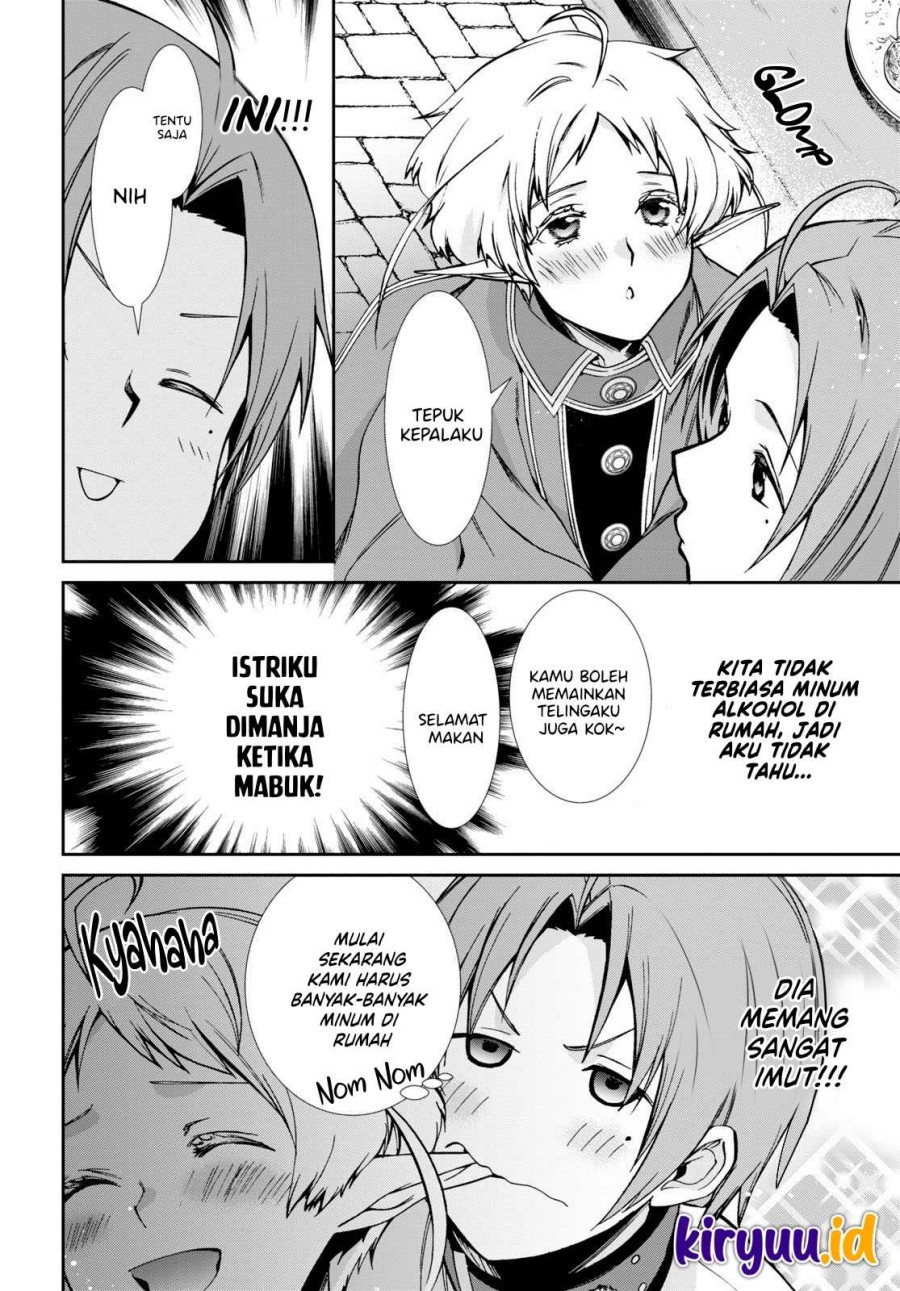 GLOMP
TEPUK
KEPALAKU
INI!!!
TENTU
SAJA
NIH
KITA TIDAK
TERBIASA MINUM
ALKOHOL DI
RUMAH, JADI
AKU TIDAK
TAHU...
KAMU BOLEH
MEMAINKAN
TELINGAKU
JUGA KOK~
SELAMAT
MAKAN
ISTRIKU
SUKA
DIMANJA
KETIKA
MABUK!
DIA
MEMANG
SANGAT
IMUT!!!
MULAI
SEKARANG
KAMI HARUS
BANYAK-BANYAK
MINUM DI
RUMAH
Nom Nom
Kyahaha
kiryuu.id